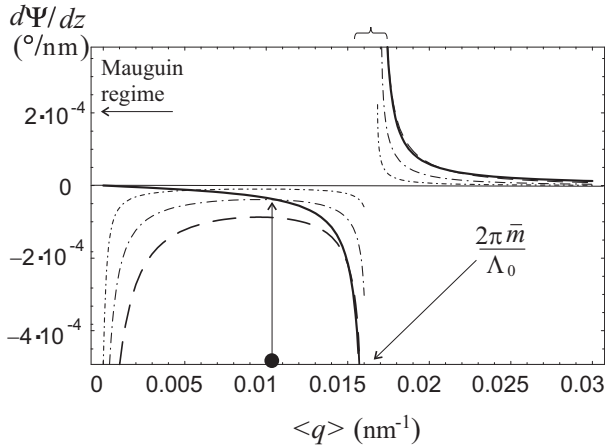 dΨ/dz
(°/nm)
Mauguin
regime
2·10⁻⁴
0
−2·10⁻⁴
−4·10⁻⁴
2π m̅
Λ₀
0 0.005 0.01 0.015 0.02 0.025 0.03
<q> (nm⁻¹)